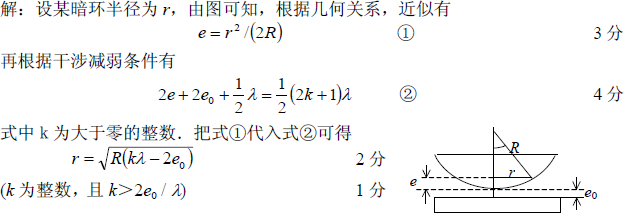 解：设某暗环半径为 r，由图可知，根据几何关系，近似有
e = r²/(2R) ① 3 分
再根据干涉减弱条件有
2e + 2e₀ + 1/2 λ = 1/2 (2k + 1)λ ② 4 分
式中 k 为大于零的整数．把式①代入式②可得
r = √(R(kλ − 2e₀)) 2 分
(k 为整数，且 k＞2e₀ / λ) 1 分
R
r
e
e₀